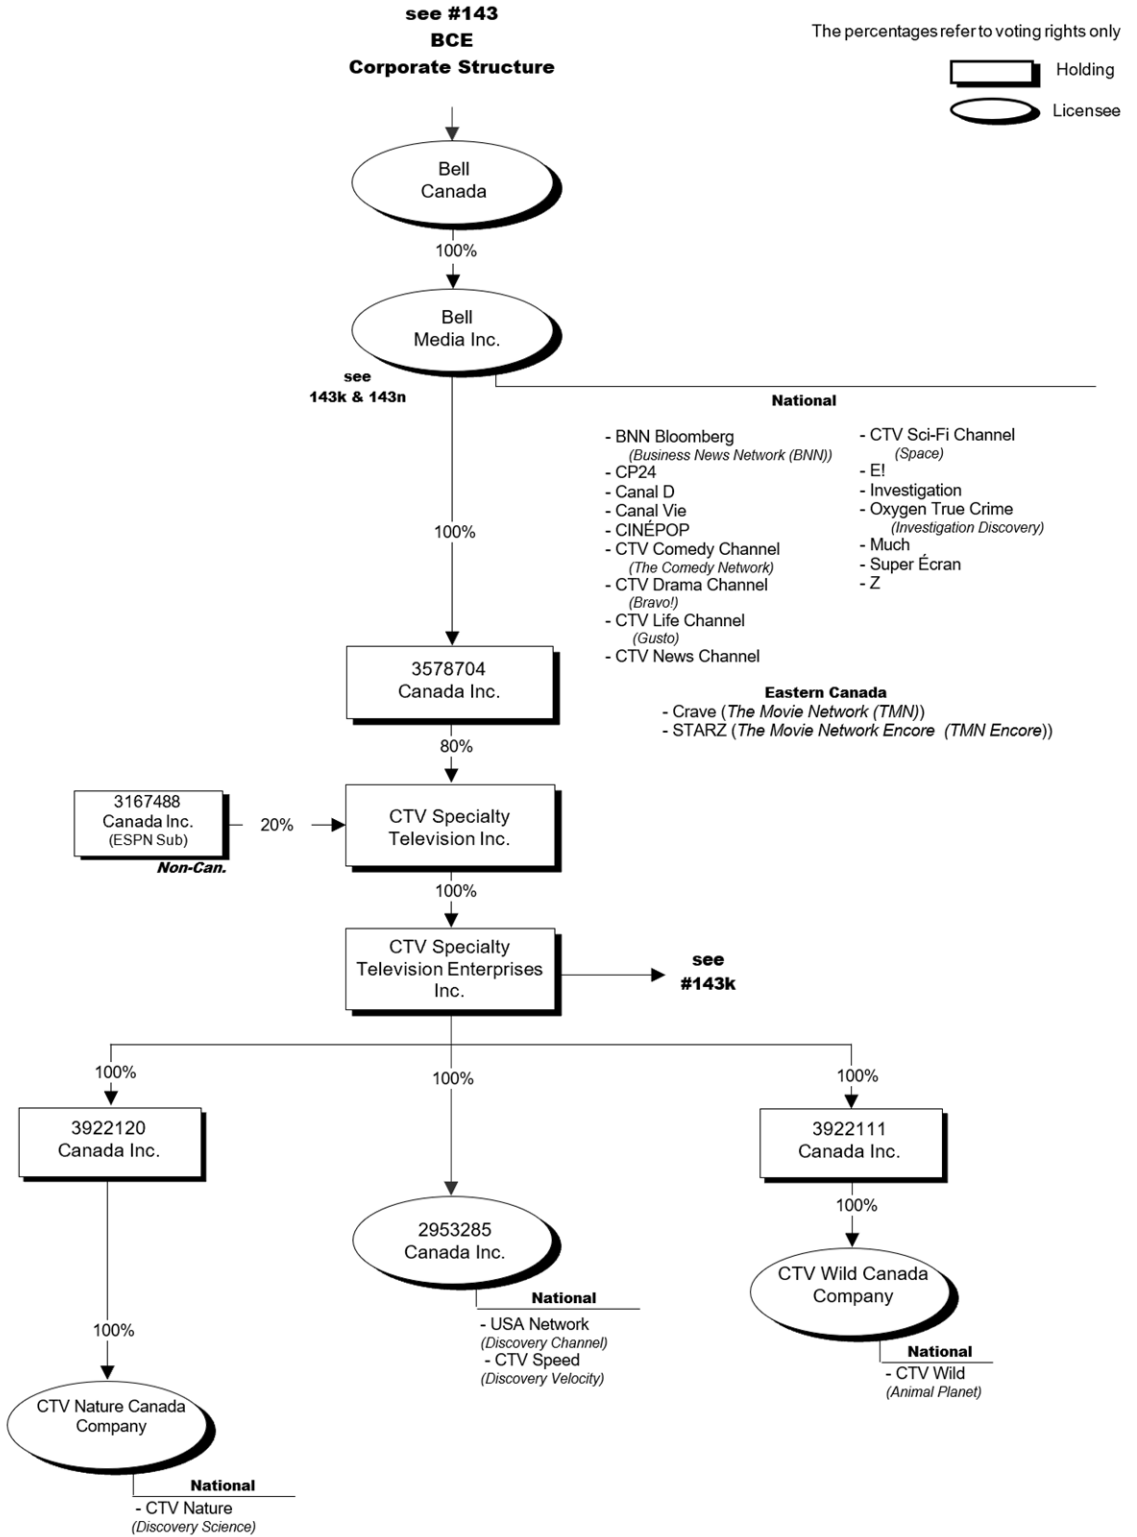 see #143
BCE
Corporate Structure
The percentages refer to voting rights only
Holding
Licensee
Bell
Canada
100%
Bell
Media Inc.
see
143k & 143n
National
- BNN Bloomberg
(Business News Network (BNN))
- CP24
- Canal D
- Canal Vie
- CINÉPOP
- CTV Comedy Channel
(The Comedy Network)
- CTV Drama Channel
(Bravo!)
- CTV Life Channel
(Gusto)
- CTV News Channel
- CTV Sci-Fi Channel
(Space)
- E!
- Investigation
- Oxygen True Crime
(Investigation Discovery)
- Much
- Super Écran
- Z
Eastern Canada
- Crave (The Movie Network (TMN))
- STARZ (The Movie Network Encore (TMN Encore))
100%
3578704
Canada Inc.
80%
3167488
Canada Inc.
(ESPN Sub)
Non-Can.
20%
CTV Specialty
Television Inc.
100%
CTV Specialty
Television Enterprises
Inc.
see
#143k
100%
100%
100%
3922120
Canada Inc.
3922111
Canada Inc.
100%
2953285
Canada Inc.
National
- USA Network
(Discovery Channel)
- CTV Speed
(Discovery Velocity)
CTV Wild Canada
Company
National
- CTV Wild
(Animal Planet)
100%
CTV Nature Canada
Company
National
- CTV Nature
(Discovery Science)